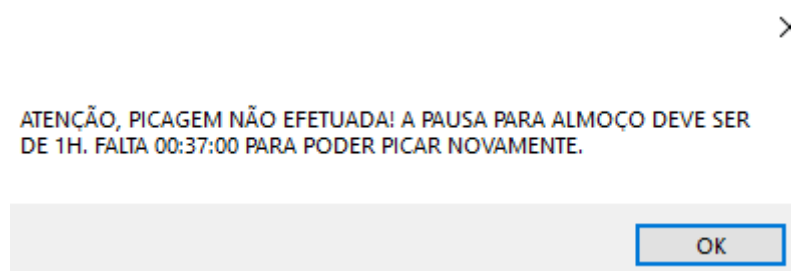 ATENÇÃO, PICAGEM NÃO EFETUADA! A PAUSA PARA ALMOÇO DEVE SER
DE 1H. FALTA 00:37:00 PARA PODER PICAR NOVAMENTE.
OK